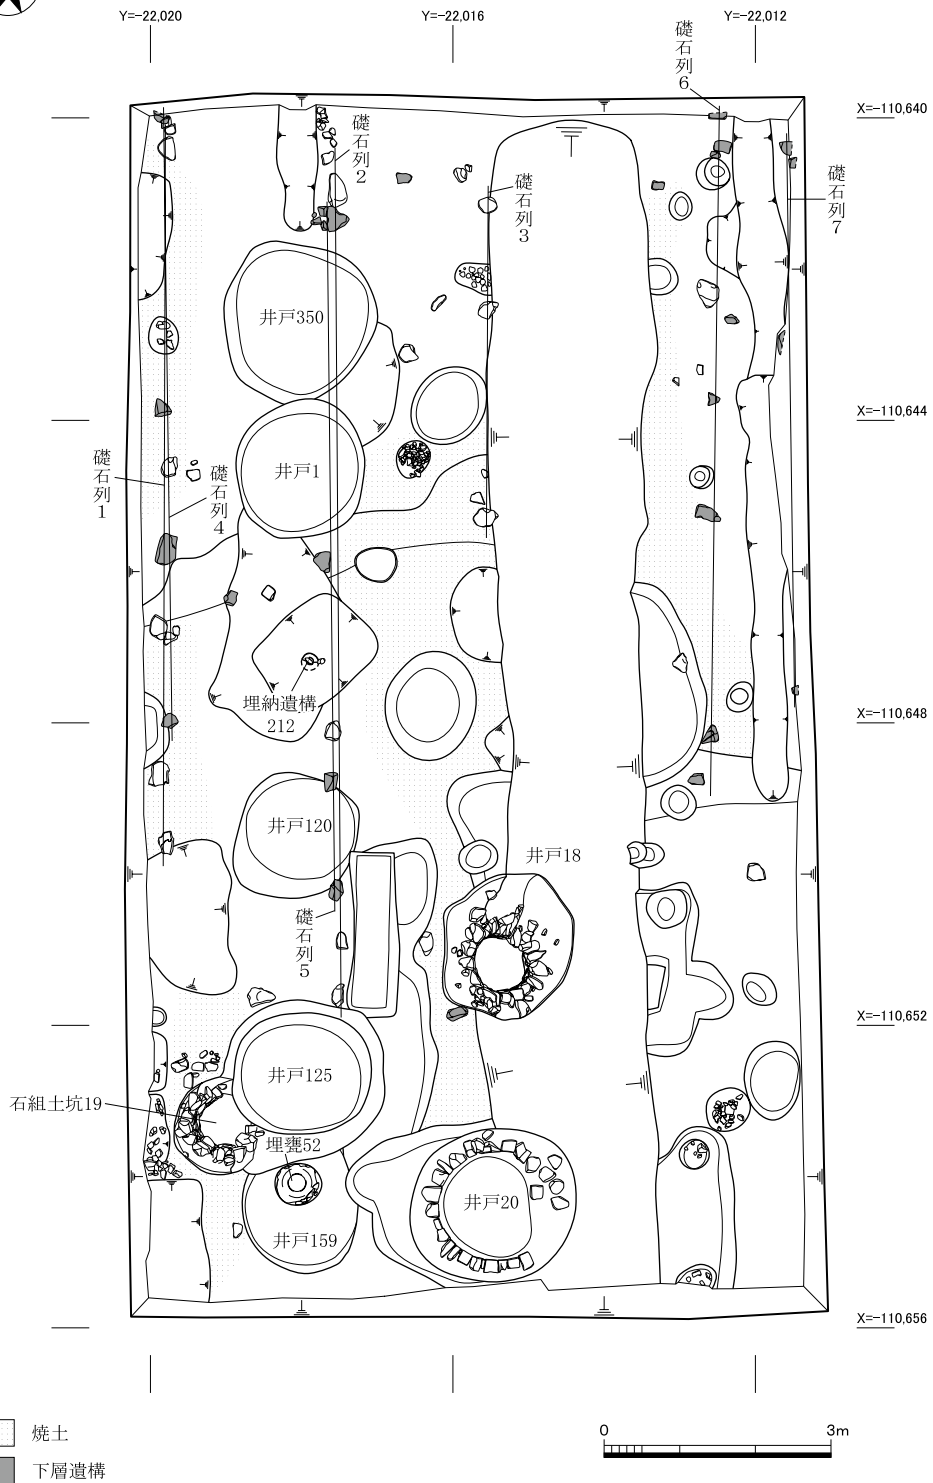 Y=-22,020
Y=-22,016
Y=-22,012
礎石列6
X=-110,640
礎石列2
礎石列3
礎石列7
井戸350
X=-110,644
礎石列1
礎石列4
井戸1
埋納遺構
212
X=-110,648
井戸120
井戸18
礎石列5
X=-110,652
井戸125
石組土坑19
埋甕52
井戸20
井戸159
X=-110,656
焼土
下層遺構
0
3m